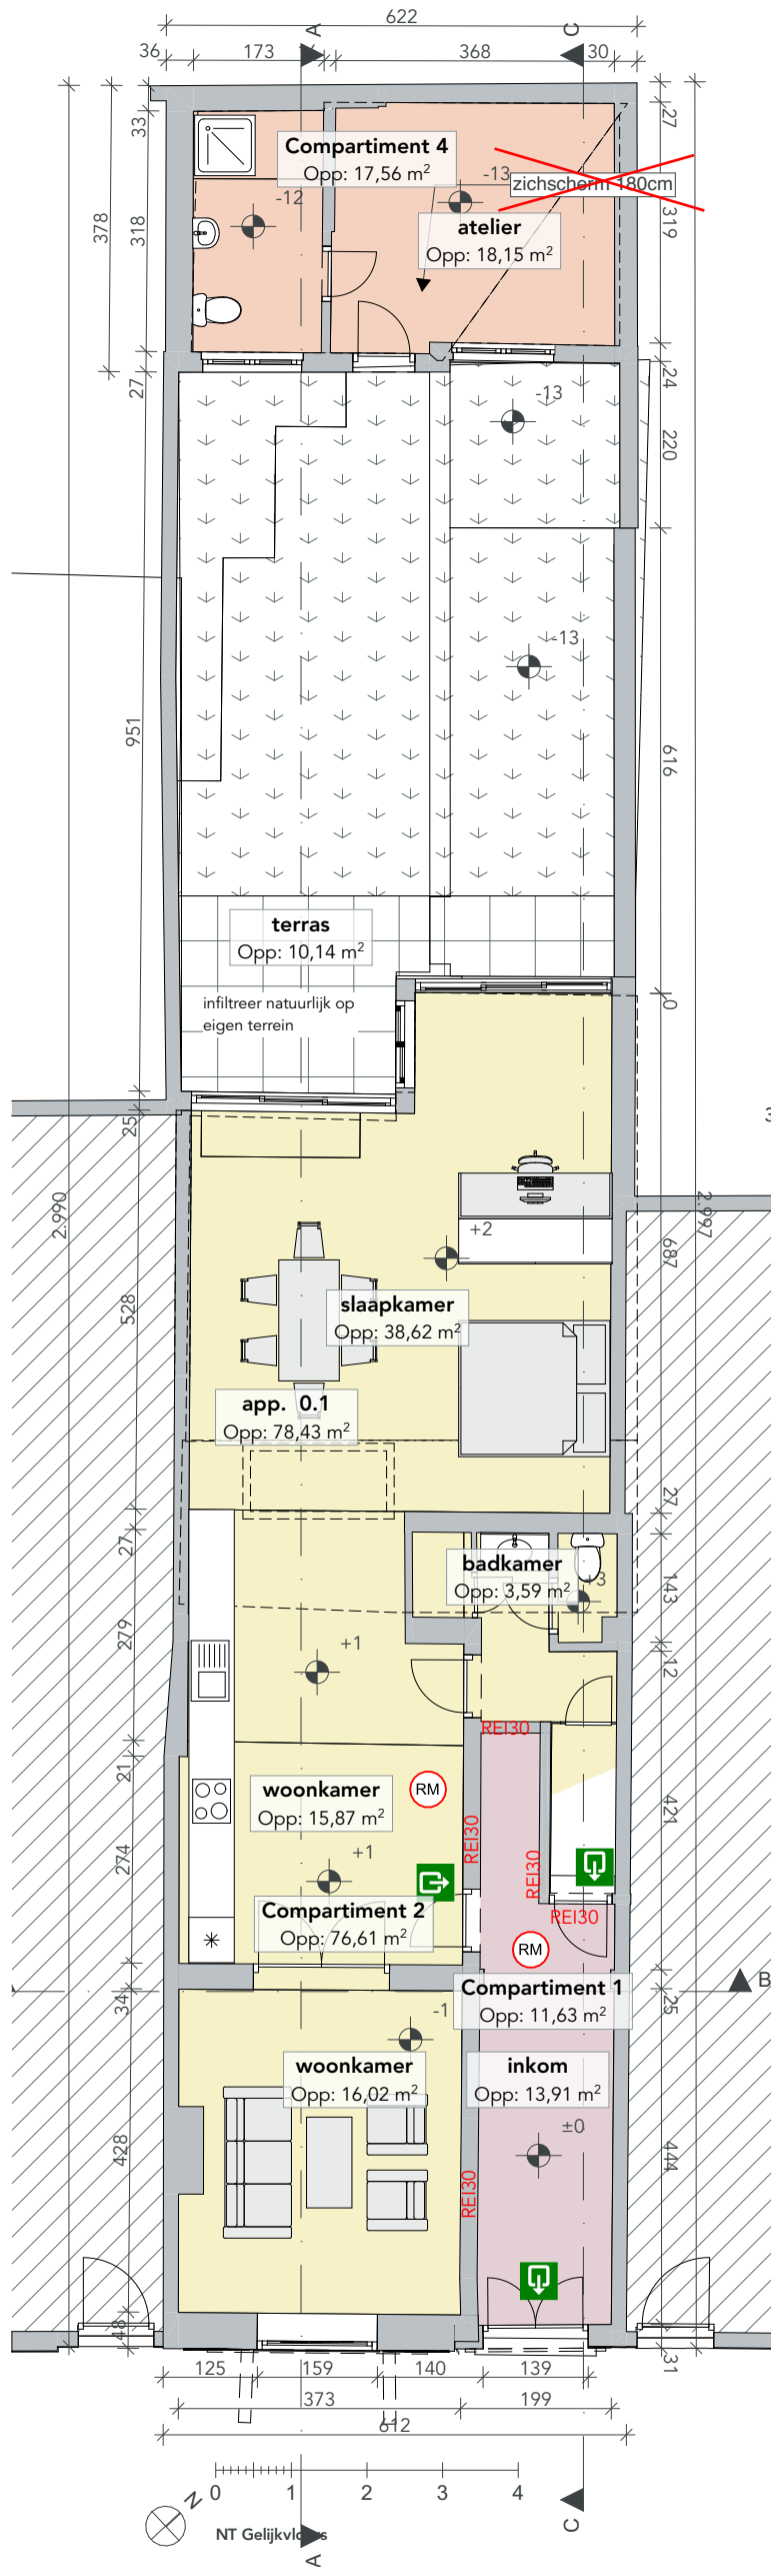 622
A
C
36
173
368
30
33
27
Compartiment 4
Opp: 17,56 m²
-13
zichscherm 180cm
-12
atelier
Opp: 18,15 m²
378
318
319
27
24
-13
220
-13
951
616
terras
Opp: 10,14 m²
infiltreer natuurlijk op
eigen terrein
0
25
3
2.990
2.997
+2
687
528
slaapkamer
Opp: 38,62 m²
app. 0.1
Opp: 78,43 m²
27
27
badkamer
Opp: 3,59 m²
+3
143
279
+1
12
REI30
21
woonkamer
Opp: 15,87 m²
RM
421
REI30
REI30
274
+1
Compartiment 2
Opp: 76,61 m²
REI30
RM
B
Compartiment 1
Opp: 11,63 m²
34
25
-1
woonkamer
Opp: 16,02 m²
inkom
Opp: 13,91 m²
±0
428
444
REI30
48
31
125
159
140
139
373
199
612
0
1
2
3
4
N
NT Gelijkvloers
A
C